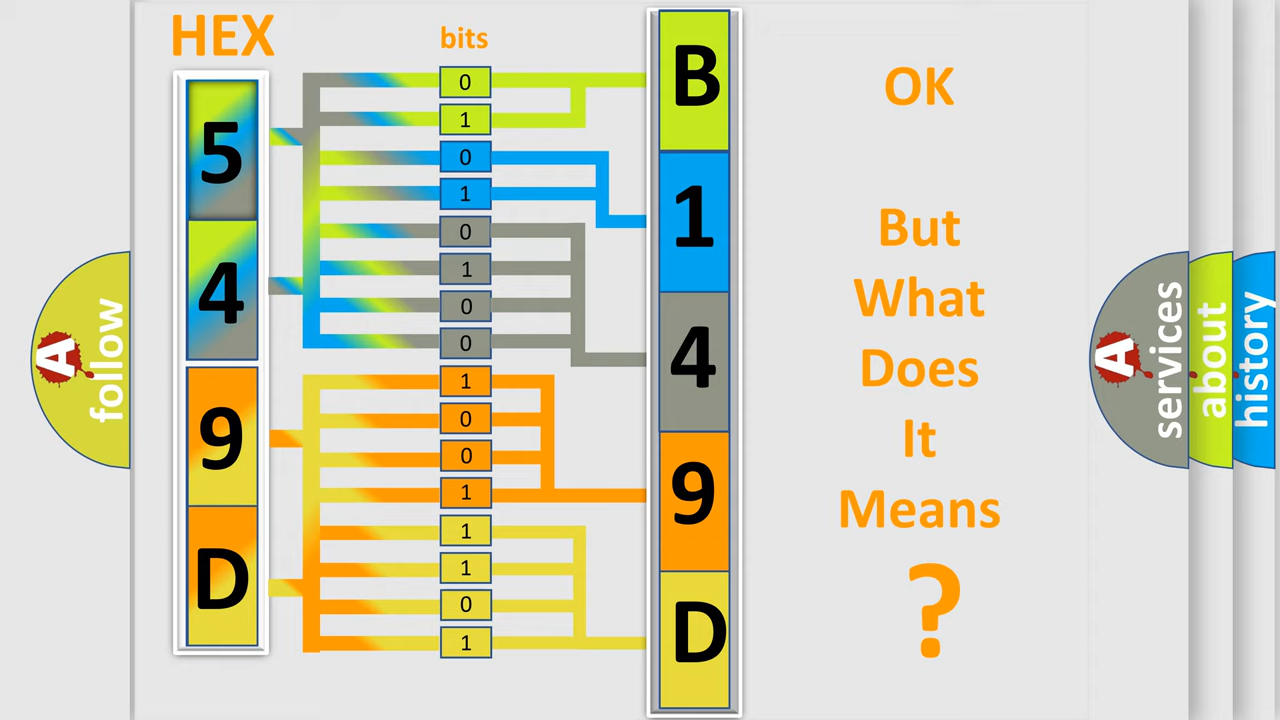 HEX
bits
5
4
9
D
0
1
0
1
0
1
0
0
1
0
0
1
1
1
0
1
B
1
4
9
D
OK
But
What
Does
It
Means
?
A
follow
A
services
about
history